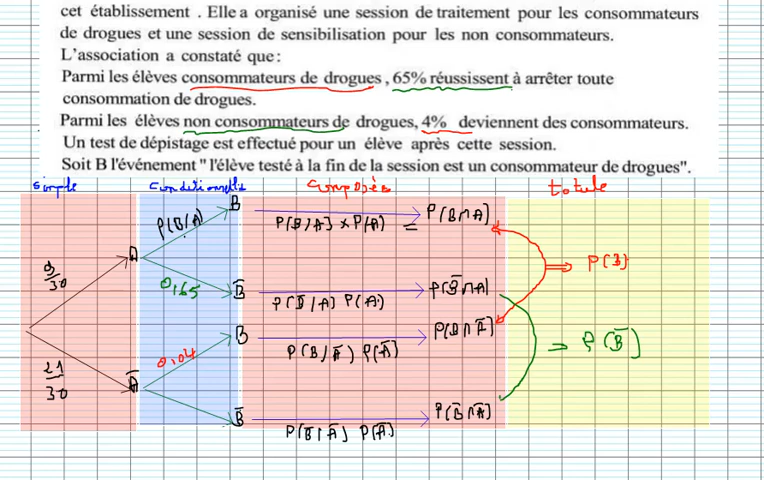 cet établissement . Elle a organisé une session de traitement pour les consommateurs
de drogues et une session de sensibilisation pour les non consommateurs.
L'association a constaté que :
Parmi les élèves consommateurs de drogues , 65% réussissent à arrêter toute
consommation de drogues.
Parmi les élèves non consommateurs de drogues, 4% deviennent des consommateurs.
Un test de dépistage est effectué pour un élève après cette session.
Soit B l'événement " l'élève testé à la fin de la session est un consommateur de drogues".
simple conditionnelle composée totale
9/30 A P(B/A) B P(B/A) x P(A) = P(B∩A)
0,65 B̅ P(B̅/A) P(A) P(B̅∩A)
⇒ P(B)
21/30 A̅ 0,04 B P(B/A̅) P(A̅) P(B∩A̅)
⇒ P(B̅)
B̅ P(B̅/A̅) P(A̅) P(B̅∩A̅)